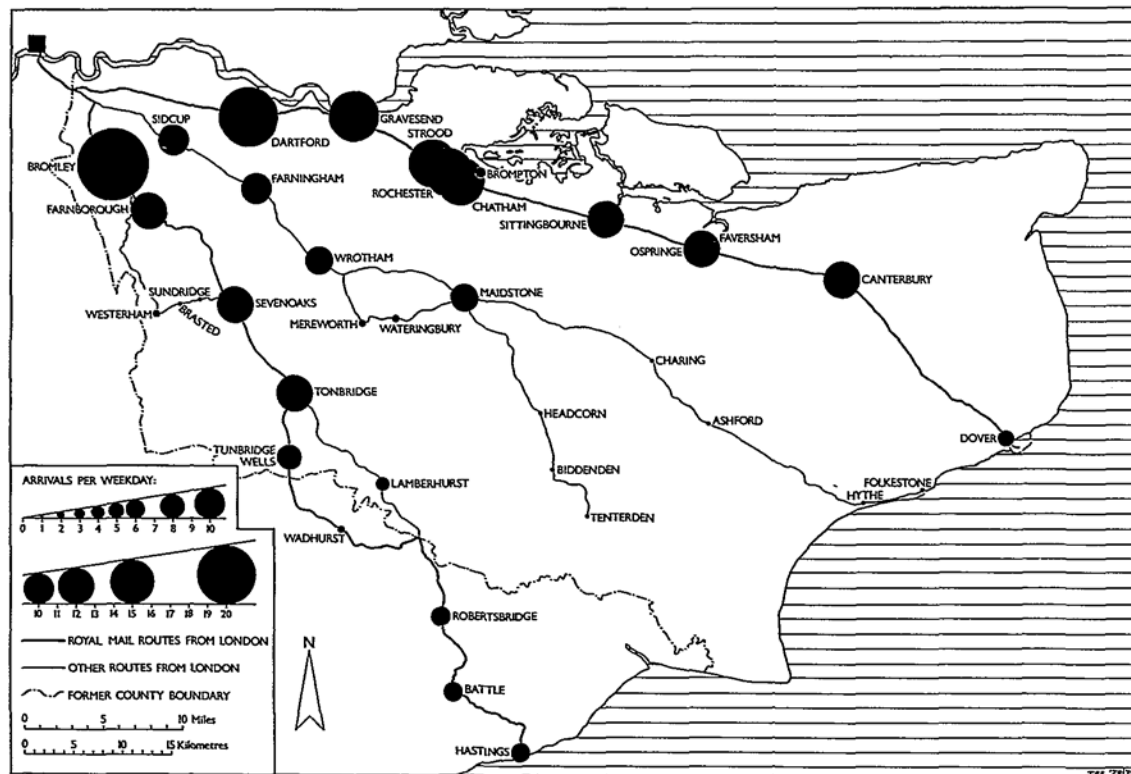 SIDCUP
DARTFORD
GRAVESEND
STROOD
BROMPTON
BROMLEY
ROCHESTER
CHATHAM
FARNINGHAM
FARNBOROUGH
SITTINGBOURNE
FAVERSHAM
OSPRINGE
WROTHAM
CANTERBURY
SUNDRIDGE
SEVENOAKS
MAIDSTONE
WESTERHAM
BRASTED
MEREWORTH
WATERINGBURY
CHARING
TONBRIDGE
HEADCORN
ASHFORD
DOVER
TUNBRIDGE
WELLS
BIDDENDEN
LAMBERHURST
FOLKESTONE
HYTHE
TENTERDEN
WADHURST
ROBERTSBRIDGE
BATTLE
HASTINGS
N
ARRIVALS PER WEEKDAY:
0 1 2 3 4 5 6 8 10
10 11 12 13 14 15 16 17 18 19 20
ROYAL MAIL ROUTES FROM LONDON
OTHER ROUTES FROM LONDON
FORMER COUNTY BOUNDARY
0 5 10 Miles
0 5 10 15
Kilometres